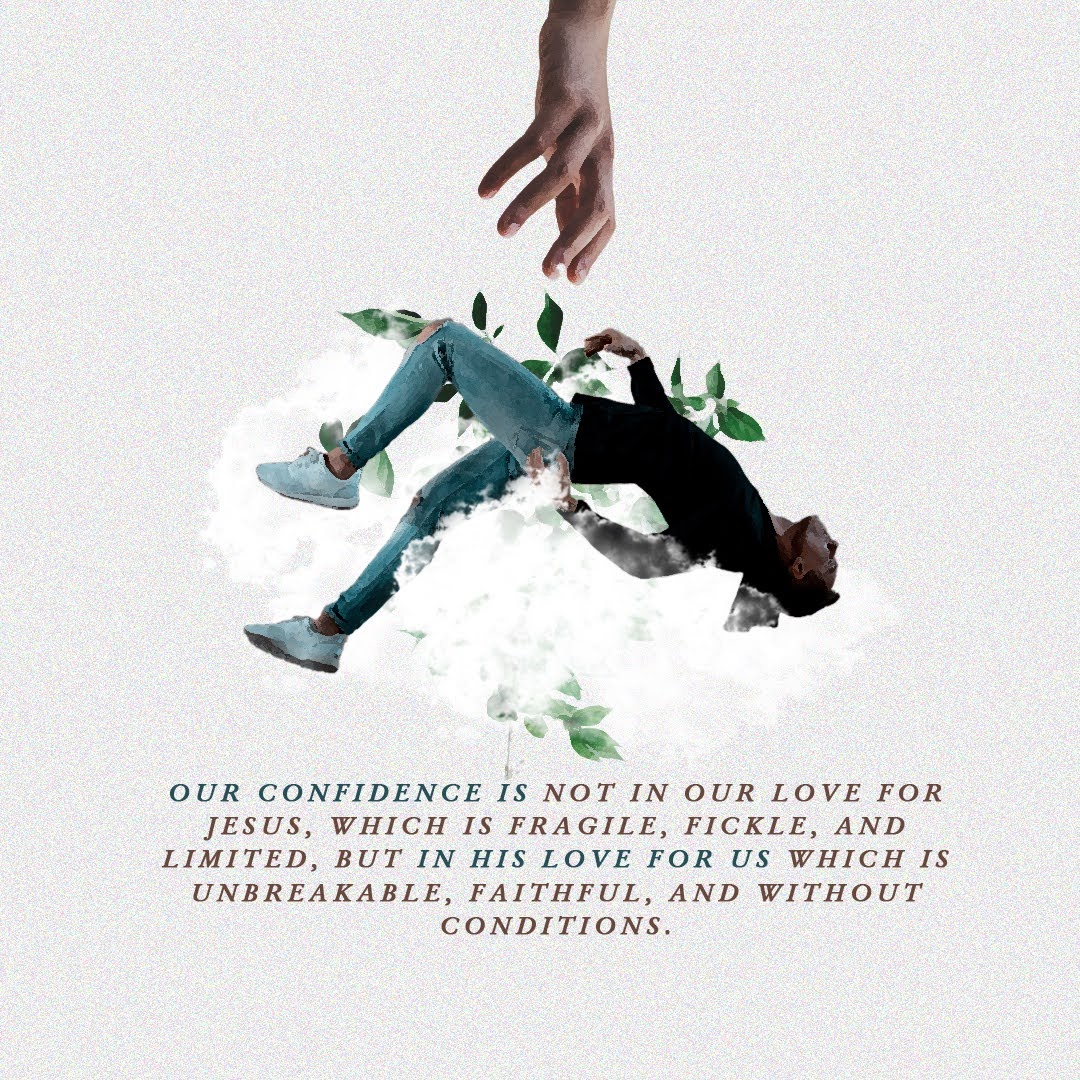 OUR CONFIDENCE IS NOT IN OUR LOVE FOR
JESUS, WHICH IS FRAGILE, FICKLE, AND
LIMITED, BUT IN HIS LOVE FOR US WHICH IS
UNBREAKABLE, FAITHFUL, AND WITHOUT
CONDITIONS.